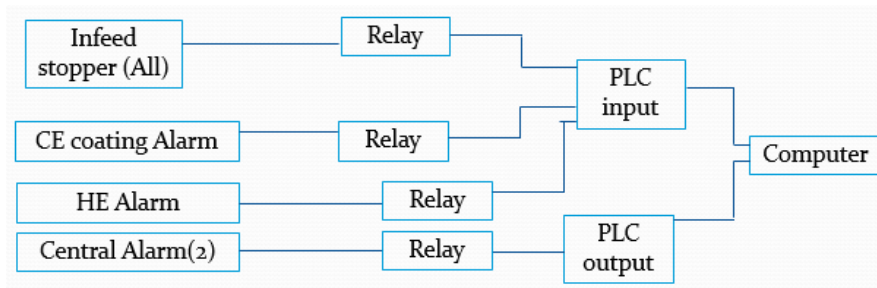 Infeed
stopper (All)
Relay
PLC
input
CE coating Alarm
Relay
Computer
HE Alarm
Relay
Central Alarm(2)
Relay
PLC
output